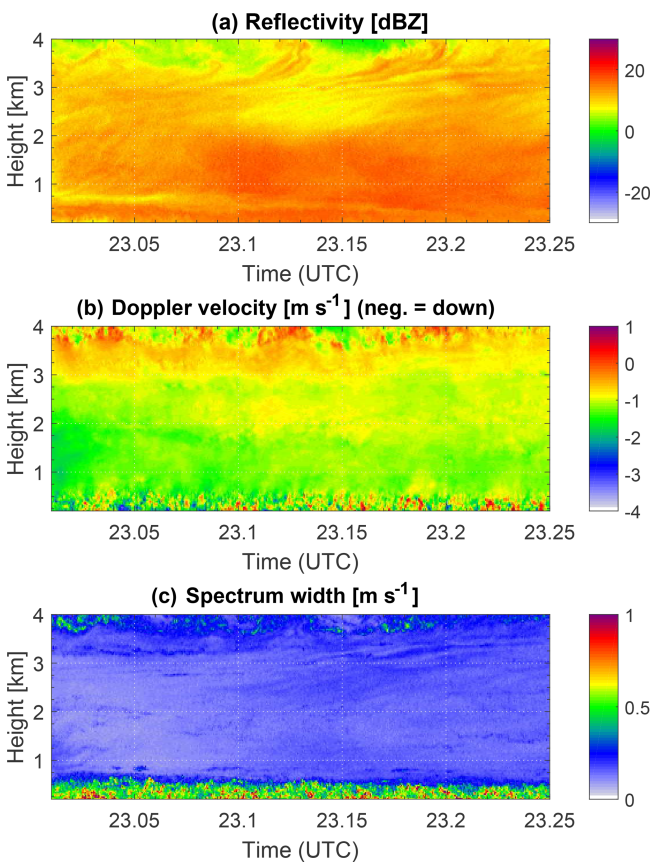 (a) Reflectivity [dBZ]
4
3
2
1
Height [km]
20
0
-20
23.05 23.1 23.15 23.2 23.25
Time (UTC)
(b) Doppler velocity [m s-1] (neg. = down)
4
3
2
1
Height [km]
1
0
-1
-2
-3
-4
23.05 23.1 23.15 23.2 23.25
Time (UTC)
(c) Spectrum width [m s-1]
4
3
2
1
Height [km]
1
0.5
0
23.05 23.1 23.15 23.2 23.25
Time (UTC)